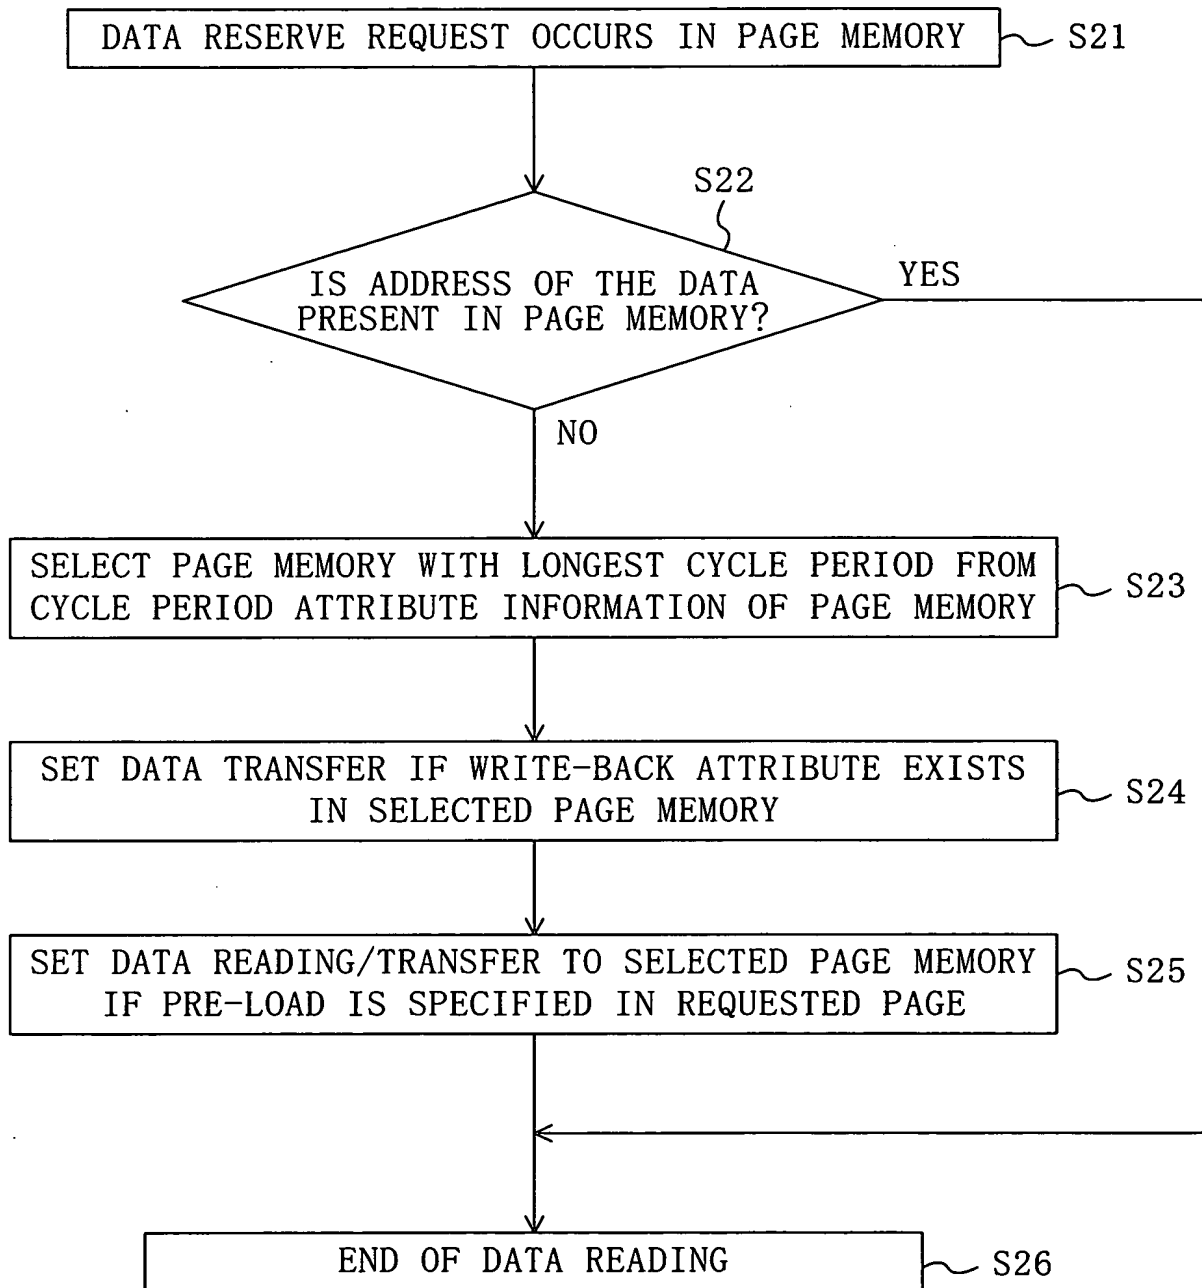 DATA RESERVE REQUEST OCCURS IN PAGE MEMORY S21
S22
IS ADDRESS OF THE DATA
PRESENT IN PAGE MEMORY?
YES
NO
SELECT PAGE MEMORY WITH LONGEST CYCLE PERIOD FROM
CYCLE PERIOD ATTRIBUTE INFORMATION OF PAGE MEMORY
S23
SET DATA TRANSFER IF WRITE-BACK ATTRIBUTE EXISTS
IN SELECTED PAGE MEMORY
S24
SET DATA READING/TRANSFER TO SELECTED PAGE MEMORY
IF PRE-LOAD IS SPECIFIED IN REQUESTED PAGE
S25
END OF DATA READING S26